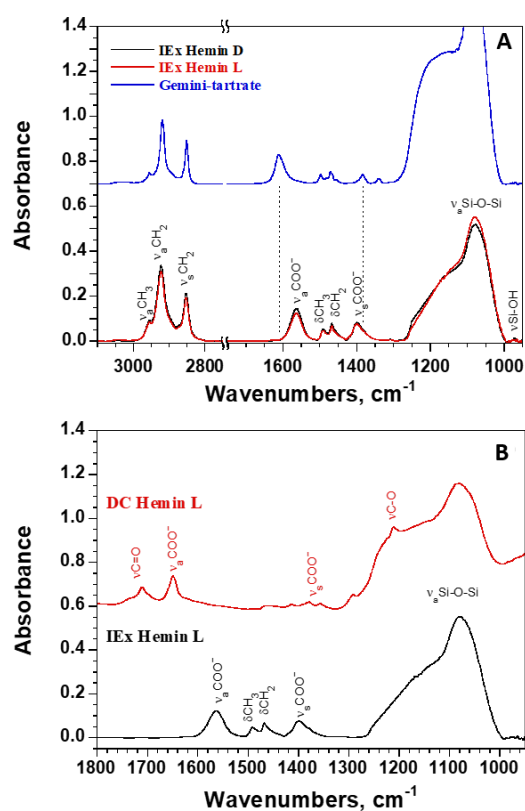 A
IEx Hemin D
IEx Hemin L
Gemini-tartrate
Absorbance
1.4
1.2
1.0
0.8
0.6
0.4
0.2
0.0
νₐCH₃
νₐCH₂
νₛCH₂
νₐCOO⁻
δCH₃
δCH₂
νₛCOO⁻
νₐSi-O-Si
νSi-OH
3000 2800 1600 1400 1200 1000
Wavenumbers, cm⁻¹
B
DC Hemin L
IEx Hemin L
Absorbance
1.4
1.2
1.0
0.8
0.6
0.4
0.2
0.0
νC=O
νₐCOO⁻
νₛCOO⁻
νC-O
νₐSi-O-Si
νₐCOO⁻
δCH₃
δCH₂
νₛCOO⁻
1800 1700 1600 1500 1400 1300 1200 1100 1000
Wavenumbers, cm⁻¹